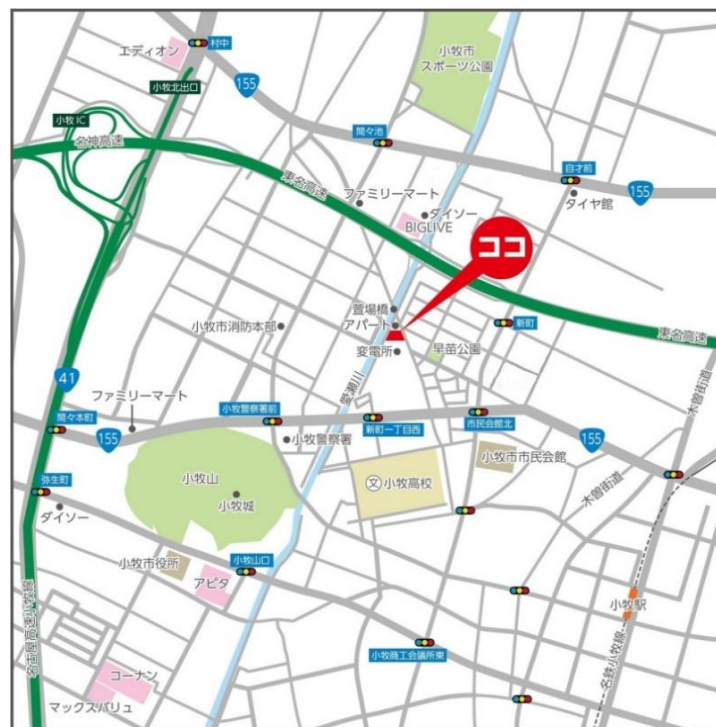 エディオン
村中
小牧市
スポーツ公園
小牧北出口
155
小牧IC
名神高速
間々池
東名高速
ファミリーマート
自才前
155
タイヤ館
ダイソー
BIGLIVE
ココ
萱場橋
アパート
小牧市消防本部
変電所
早苗公園
新町
東名高速
41
ファミリーマート
間々本町
155
小牧警察署前
小牧警察署
新町一丁目西
市民会館北
155
木曽街道
小牧市市民会館
小牧山
小牧城
文 小牧高校
弥生町
ダイソー
木曽街道
小牧市役所
アピタ
小牧山口
小牧駅
名古屋高速小牧線
小牧商工会議所東
名鉄小牧線
コーナン
マックスバリュ